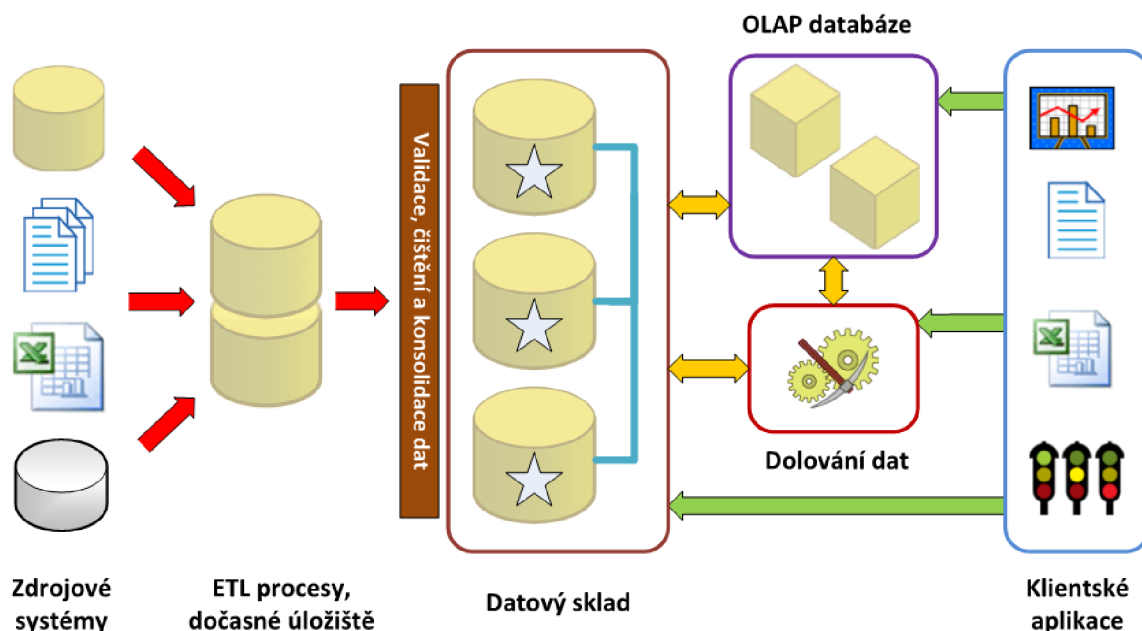 OLAP databáze
Validace, čištění a konsolidace dat
X
Dolování dat
X
Zdrojové
systémy
ETL procesy,
dočasné úložiště
Datový sklad
Klientské
aplikace